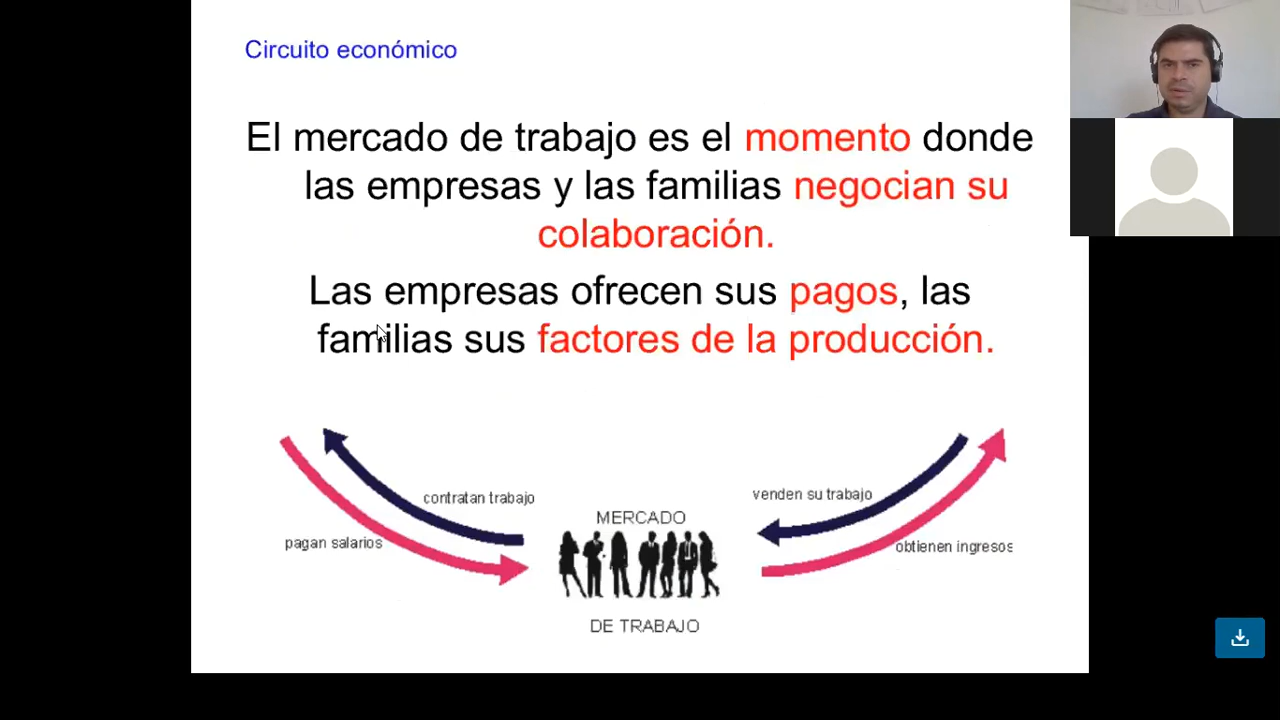 Circuito económico
El mercado de trabajo es el momento donde
las empresas y las familias negocian su
colaboración.
Las empresas ofrecen sus pagos, las
familias sus factores de la producción.
contratan trabajo
venden su trabajo
MERCADO
pagan salarios
obtienen ingresos
DE TRABAJO